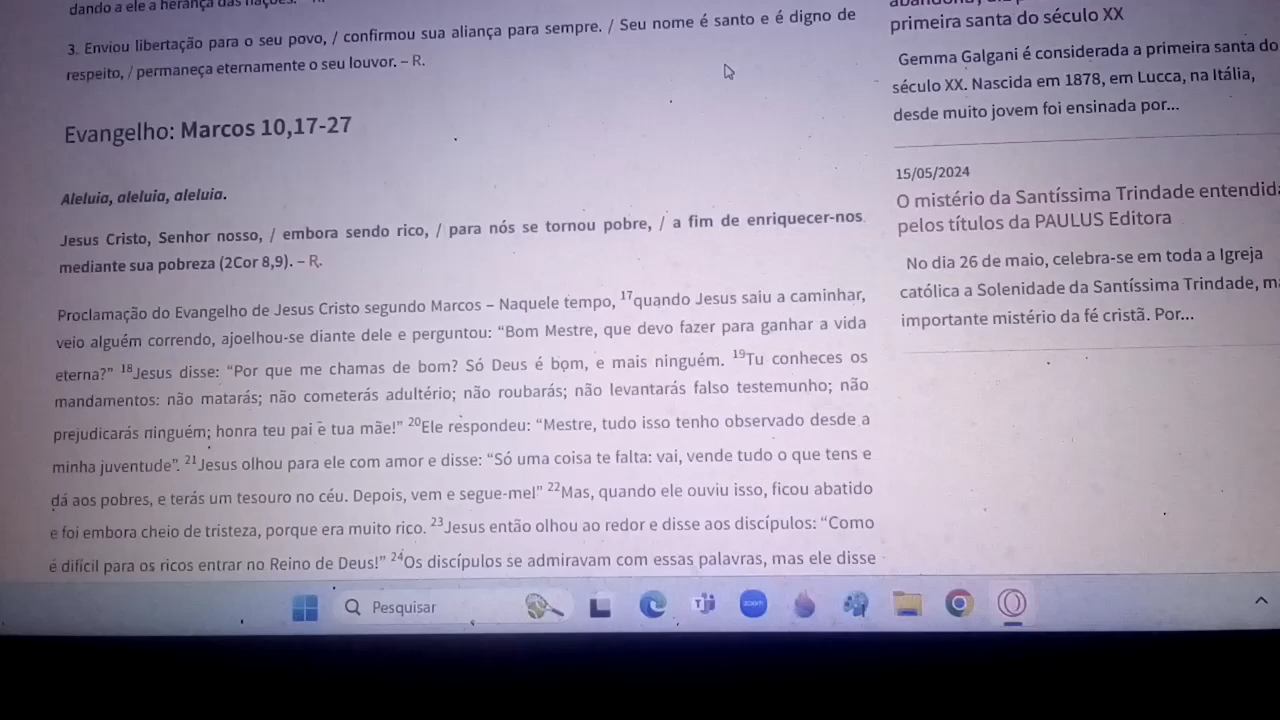 dando a ele a herança das nações.
3. Enviou libertação para o seu povo, / confirmou sua aliança para sempre. / Seu nome é santo e é digno de
respeito, / permaneça eternamente o seu louvor. – R.
Evangelho: Marcos 10,17-27
Aleluia, aleluia, aleluia.
Jesus Cristo, Senhor nosso, / embora sendo rico, / para nós se tornou pobre, / a fim de enriquecer-nos
mediante sua pobreza (2Cor 8,9). – R.
Proclamação do Evangelho de Jesus Cristo segundo Marcos – Naquele tempo, 17quando Jesus saiu a caminhar,
veio alguém correndo, ajoelhou-se diante dele e perguntou: “Bom Mestre, que devo fazer para ganhar a vida
eterna?” 18Jesus disse: “Por que me chamas de bom? Só Deus é bom, e mais ninguém. 19Tu conheces os
mandamentos: não matarás; não cometerás adultério; não roubarás; não levantarás falso testemunho; não
prejudicarás ninguém; honra teu pai e tua mãe!” 20Ele respondeu: “Mestre, tudo isso tenho observado desde a
minha juventude”. 21Jesus olhou para ele com amor e disse: “Só uma coisa te falta: vai, vende tudo o que tens e
dá aos pobres, e terás um tesouro no céu. Depois, vem e segue-me!” 22Mas, quando ele ouviu isso, ficou abatido
e foi embora cheio de tristeza, porque era muito rico. 23Jesus então olhou ao redor e disse aos discípulos: “Como
é difícil para os ricos entrar no Reino de Deus!” 24Os discípulos se admiravam com essas palavras, mas ele disse
primeira santa do século XX
Gemma Galgani é considerada a primeira santa do
século XX. Nascida em 1878, em Lucca, na Itália,
desde muito jovem foi ensinada por...
15/05/2024
O mistério da Santíssima Trindade entendid
pelos títulos da PAULUS Editora
No dia 26 de maio, celebra-se em toda a Igreja
católica a Solenidade da Santíssima Trindade, m
importante mistério da fé cristã. Por...
Pesquisar
zoom